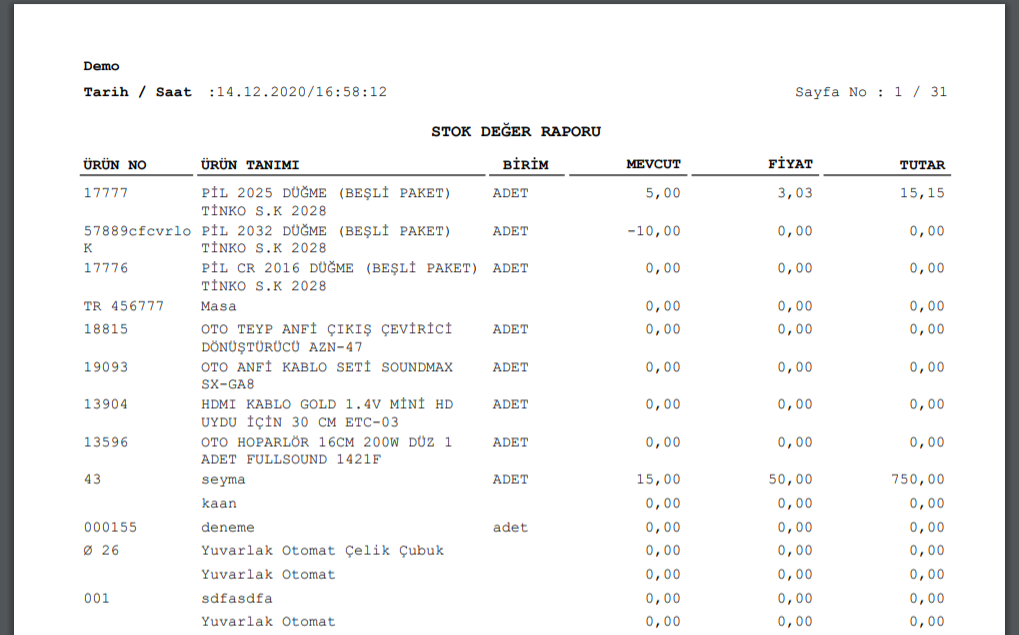 Demo
Tarih / Saat :14.12.2020/16:58:12 Sayfa No : 1 / 31
STOK DEĞER RAPORU
ÜRÜN NO ÜRÜN TANIMI BİRİM MEVCUT FİYAT TUTAR
17777 PİL 2025 DÜĞME (BEŞLİ PAKET) ADET 5,00 3,03 15,15
TİNKO S.K 2028
57889cfcvrlo PİL 2032 DÜĞME (BEŞLİ PAKET) ADET -10,00 0,00 0,00
K TİNKO S.K 2028
17776 PİL CR 2016 DÜĞME (BEŞLİ PAKET) ADET 0,00 0,00 0,00
TİNKO S.K 2028
TR 456777 Masa 0,00 0,00 0,00
18815 OTO TEYP ANFİ ÇIKIŞ ÇEVİRİCİ ADET 0,00 0,00 0,00
DÖNÜŞTÜRÜCÜ AZN-47
19093 OTO ANFİ KABLO SETİ SOUNDMAX ADET 0,00 0,00 0,00
SX-GA8
13904 HDMI KABLO GOLD 1.4V MİNİ HD ADET 0,00 0,00 0,00
UYDU İÇİN 30 CM ETC-03
13596 OTO HOPARLÖR 16CM 200W DÜZ 1 ADET 0,00 0,00 0,00
ADET FULLSOUND 1421F
43 seyma ADET 15,00 50,00 750,00
kaan 0,00 0,00 0,00
000155 deneme adet 0,00 0,00 0,00
Ø 26 Yuvarlak Otomat Çelik Çubuk 0,00 0,00 0,00
Yuvarlak Otomat 0,00 0,00 0,00
001 sdfasdfa 0,00 0,00 0,00
Yuvarlak Otomat 0,00 0,00 0,00